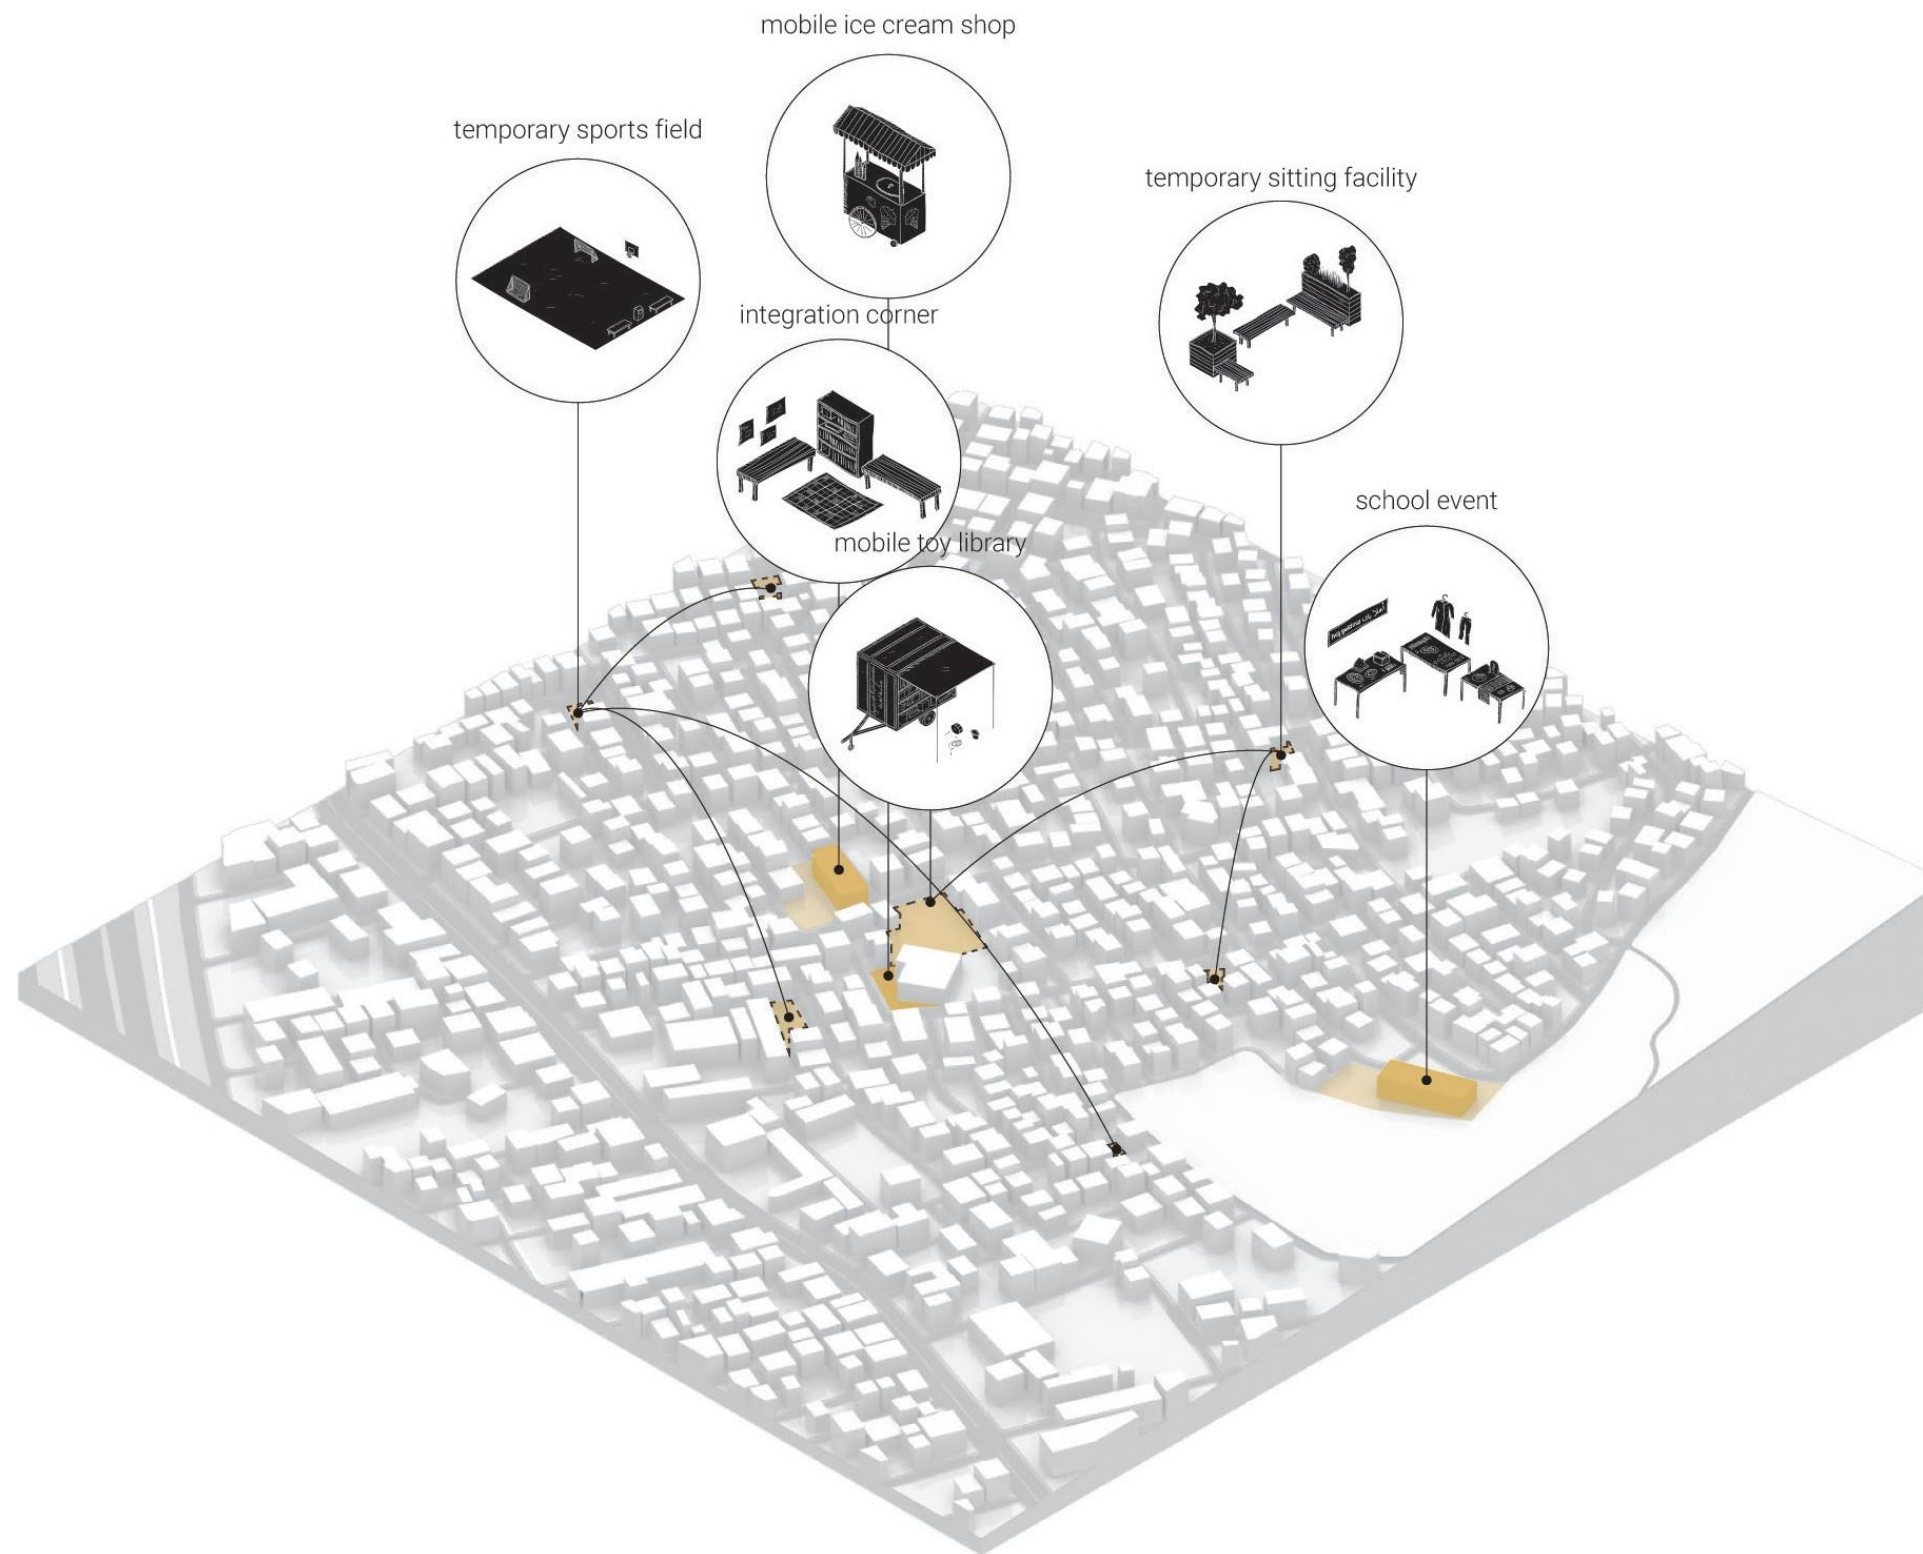 mobile ice cream shop
temporary sports field
temporary sitting facility
integration corner
school event
mobile toy library